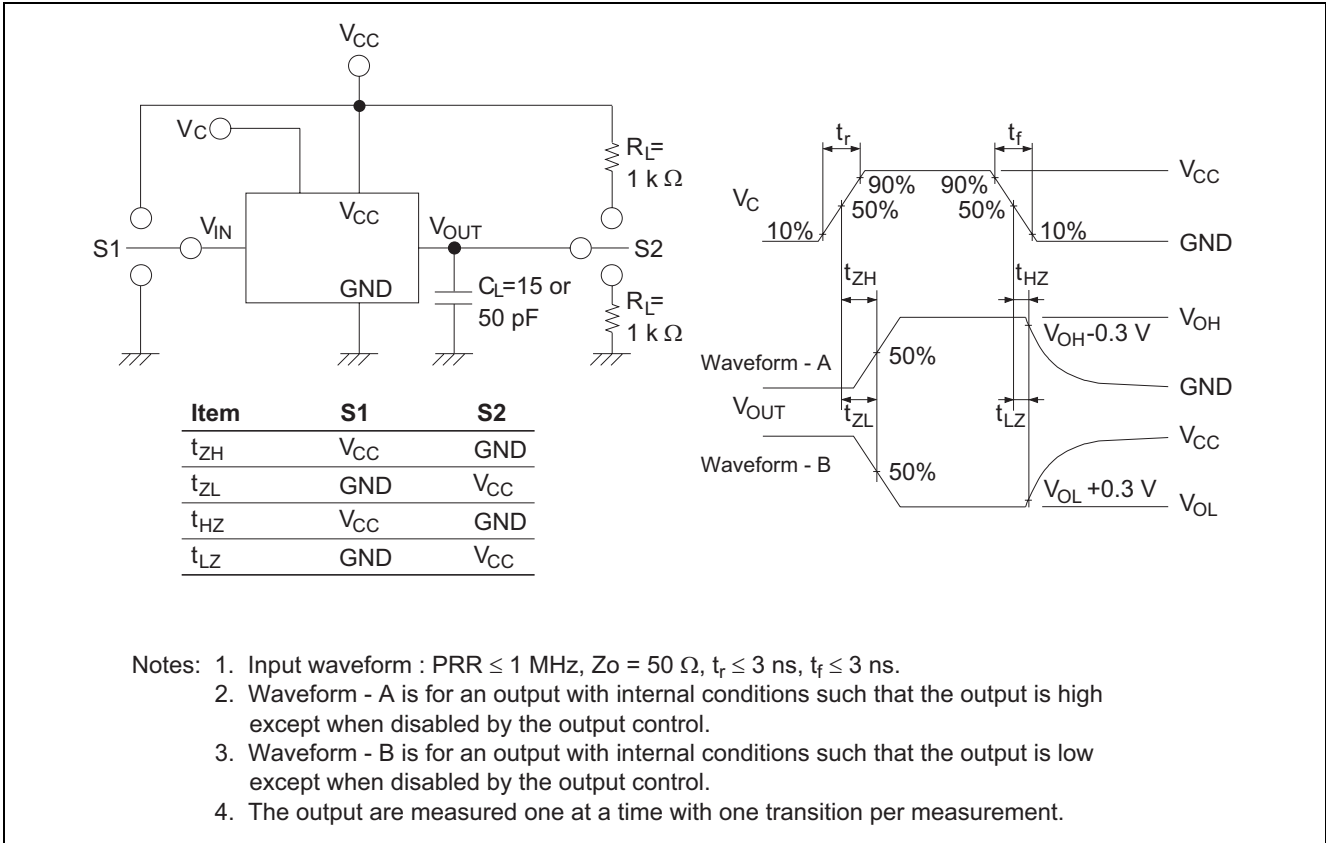 VCC
VC
RL=
1 k Ω
VCC
S1
VIN
VOUT
S2
GND
CL=15 or
50 pF
RL=
1 k Ω
Item S1 S2
tZH VCC GND
tZL GND VCC
tHZ VCC GND
tLZ GND VCC
tr
tf
VC
90%
90%
VCC
50%
50%
10%
10%
GND
tZH
tHZ
VOH
VOH-0.3 V
Waveform - A
50%
GND
VOUT
tZL
tLZ
VCC
Waveform - B
50%
VOL +0.3 V
VOL
Notes: 1. Input waveform : PRR ≤ 1 MHz, Zo = 50 Ω, tr ≤ 3 ns, tf ≤ 3 ns.
2. Waveform - A is for an output with internal conditions such that the output is high
except when disabled by the output control.
3. Waveform - B is for an output with internal conditions such that the output is low
except when disabled by the output control.
4. The output are measured one at a time with one transition per measurement.